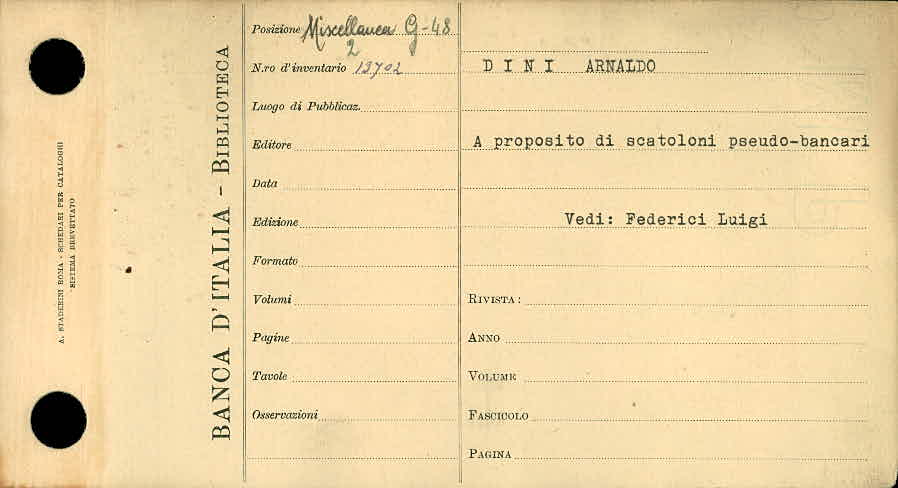 A. STADERINI ROMA - SCHEDARI PER CATALOGHI
SISTEMA BREVETTATO
BANCA D'ITALIA - BIBLIOTECA
Posizione Miscellanea G-48
2
N.ro d'inventario 13702
Luogo di Pubblicaz.
Editore
Data
Edizione
Formato
Volumi
Pagine
Tavole
Osservazioni
DINI ARNALDO
A proposito di scatoloni pseudo-bancari
Vedi: Federici Luigi
RIVISTA:
ANNO
VOLUME
FASCICOLO
PAGINA